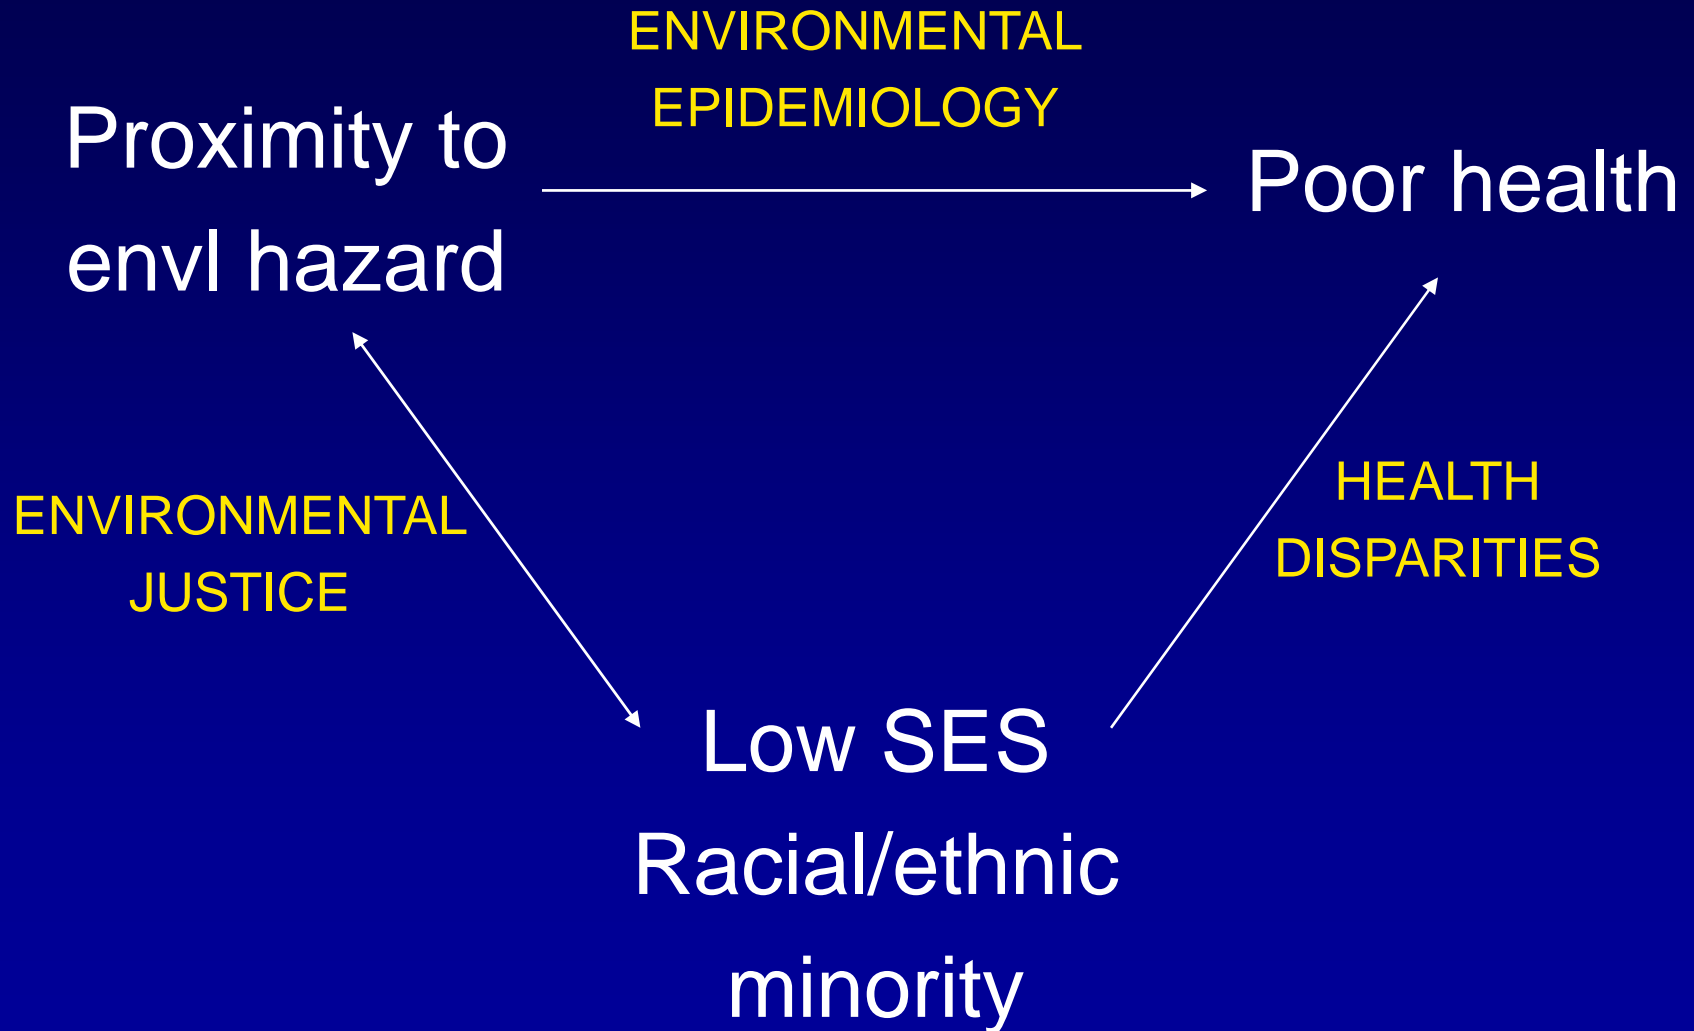 ENVIRONMENTAL
EPIDEMIOLOGY
Proximity to
envl hazard
Poor health
ENVIRONMENTAL
JUSTICE
HEALTH
DISPARITIES
Low SES
Racial/ethnic
minority